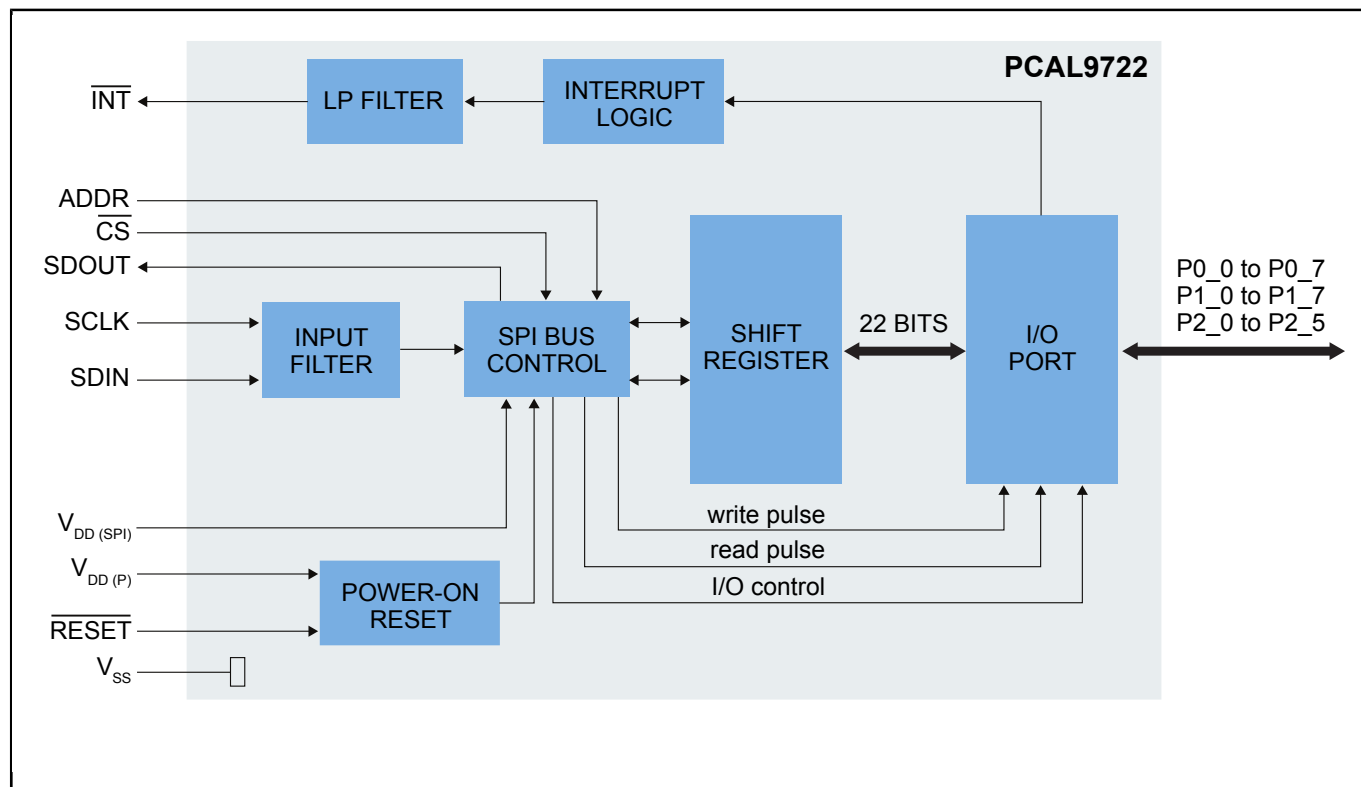 PCAL9722
INT
LP FILTER
INTERRUPT
LOGIC
ADDR
CS
SDOUT
SCLK
SDIN
INPUT
FILTER
SPI BUS
CONTROL
SHIFT
REGISTER
22 BITS
I/O
PORT
P0_0 to P0_7
P1_0 to P1_7
P2_0 to P2_5
write pulse
read pulse
I/O control
VDD (SPI)
VDD (P)
RESET
VSS
POWER-ON
RESET